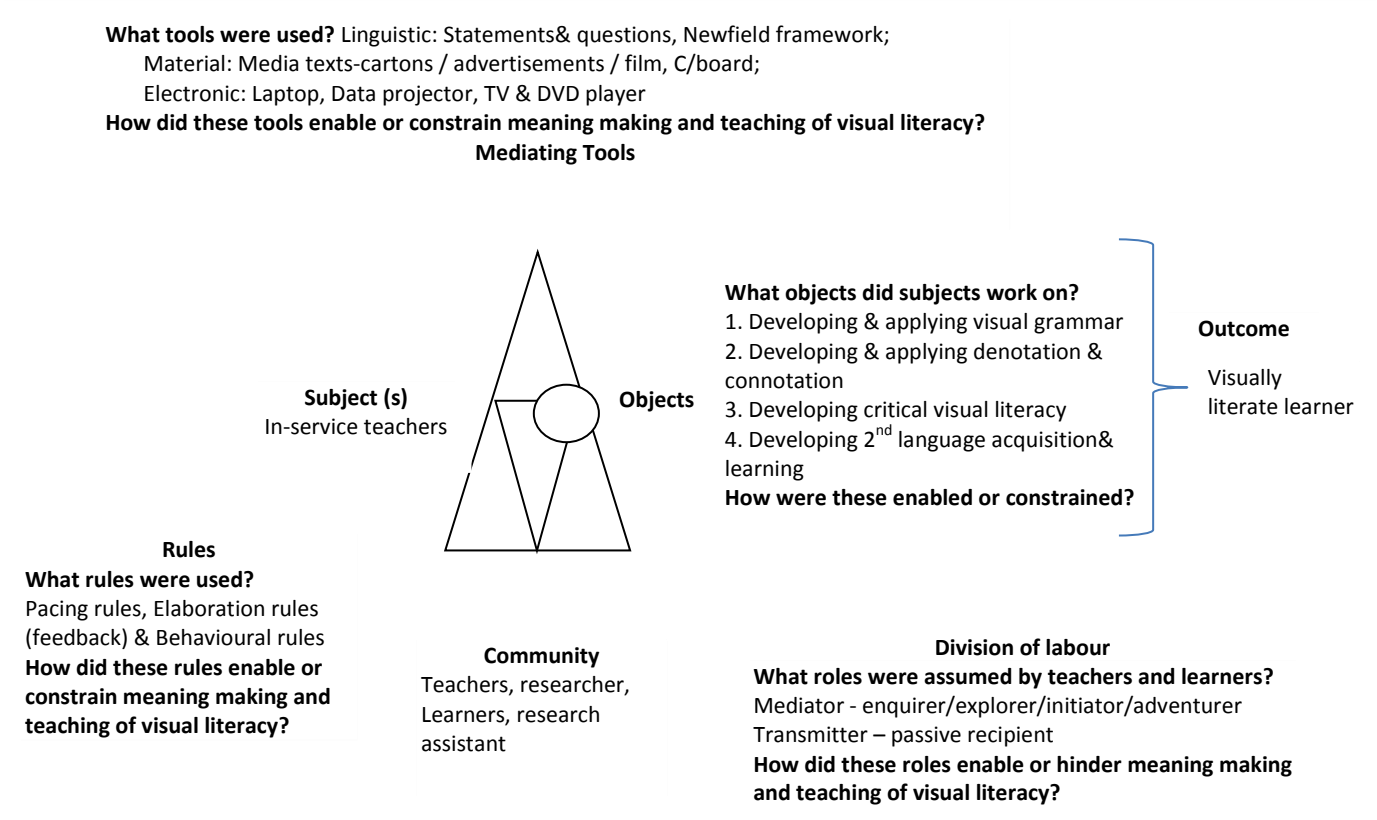 What tools were used? Linguistic: Statements& questions, Newfield framework;
Material: Media texts-cartons / advertisements / film, C/board;
Electronic: Laptop, Data projector, TV & DVD player
How did these tools enable or constrain meaning making and teaching of visual literacy?
Mediating Tools
Subject (s)
In-service teachers
Objects
What objects did subjects work on?
1. Developing & applying visual grammar
2. Developing & applying denotation &
connotation
3. Developing critical visual literacy
4. Developing 2nd language acquisition&
learning
How were these enabled or constrained?
Outcome
Visually
literate learner
Rules
What rules were used?
Pacing rules, Elaboration rules
(feedback) & Behavioural rules
How did these rules enable or
constrain meaning making and
teaching of visual literacy?
Community
Teachers, researcher,
Learners, research
assistant
Division of labour
What roles were assumed by teachers and learners?
Mediator - enquirer/explorer/initiator/adventurer
Transmitter – passive recipient
How did these roles enable or hinder meaning making
and teaching of visual literacy?